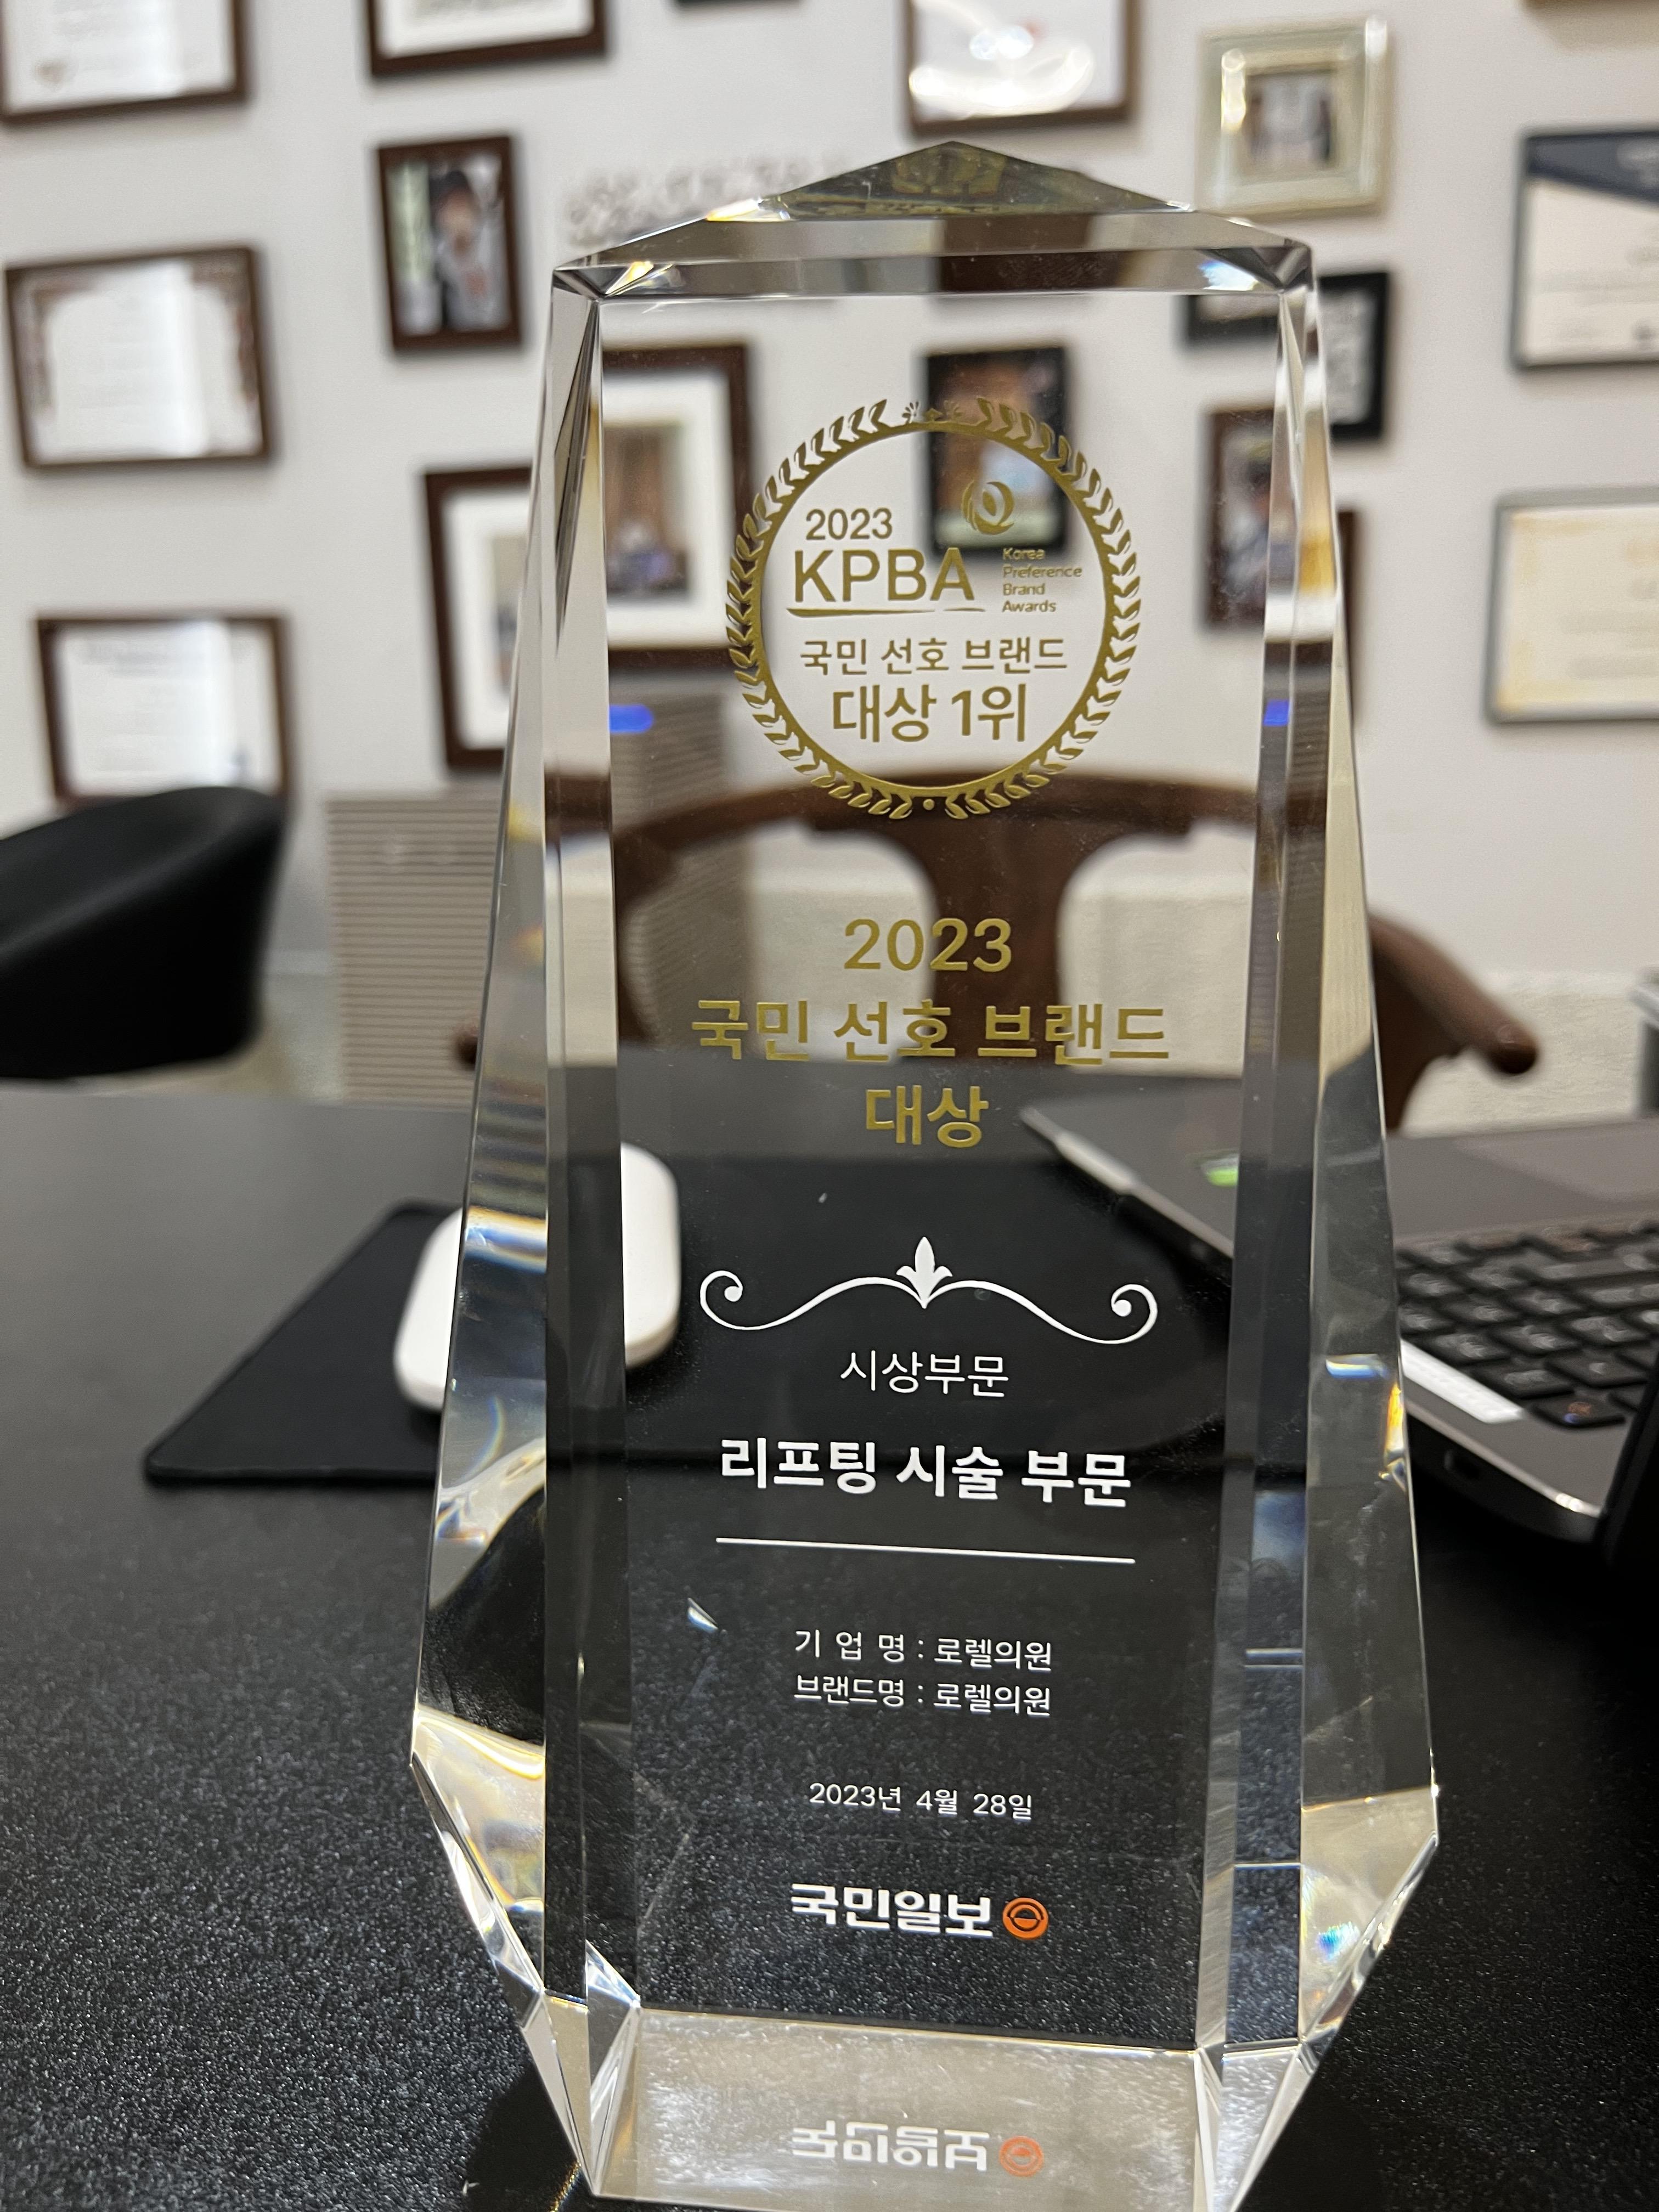 2023
KPBA
Korea
Preference
Brand
Awards
국민 선호 브랜드
대상 1위
2023
국민 선호 브랜드
대상
시상부문
리프팅 시술 부문
기 업 명 : 로렐의원
브랜드명 : 로렐의원
2023년 4월 28일
국민일보